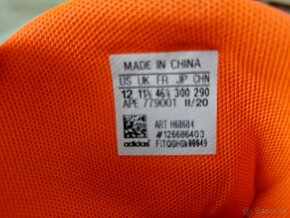 MADE IN CHINA
US UK FR JP CHN
12 11½ 46⅔ 300 290
APE 779001 11/20
ART H68684
#126686403
adidas